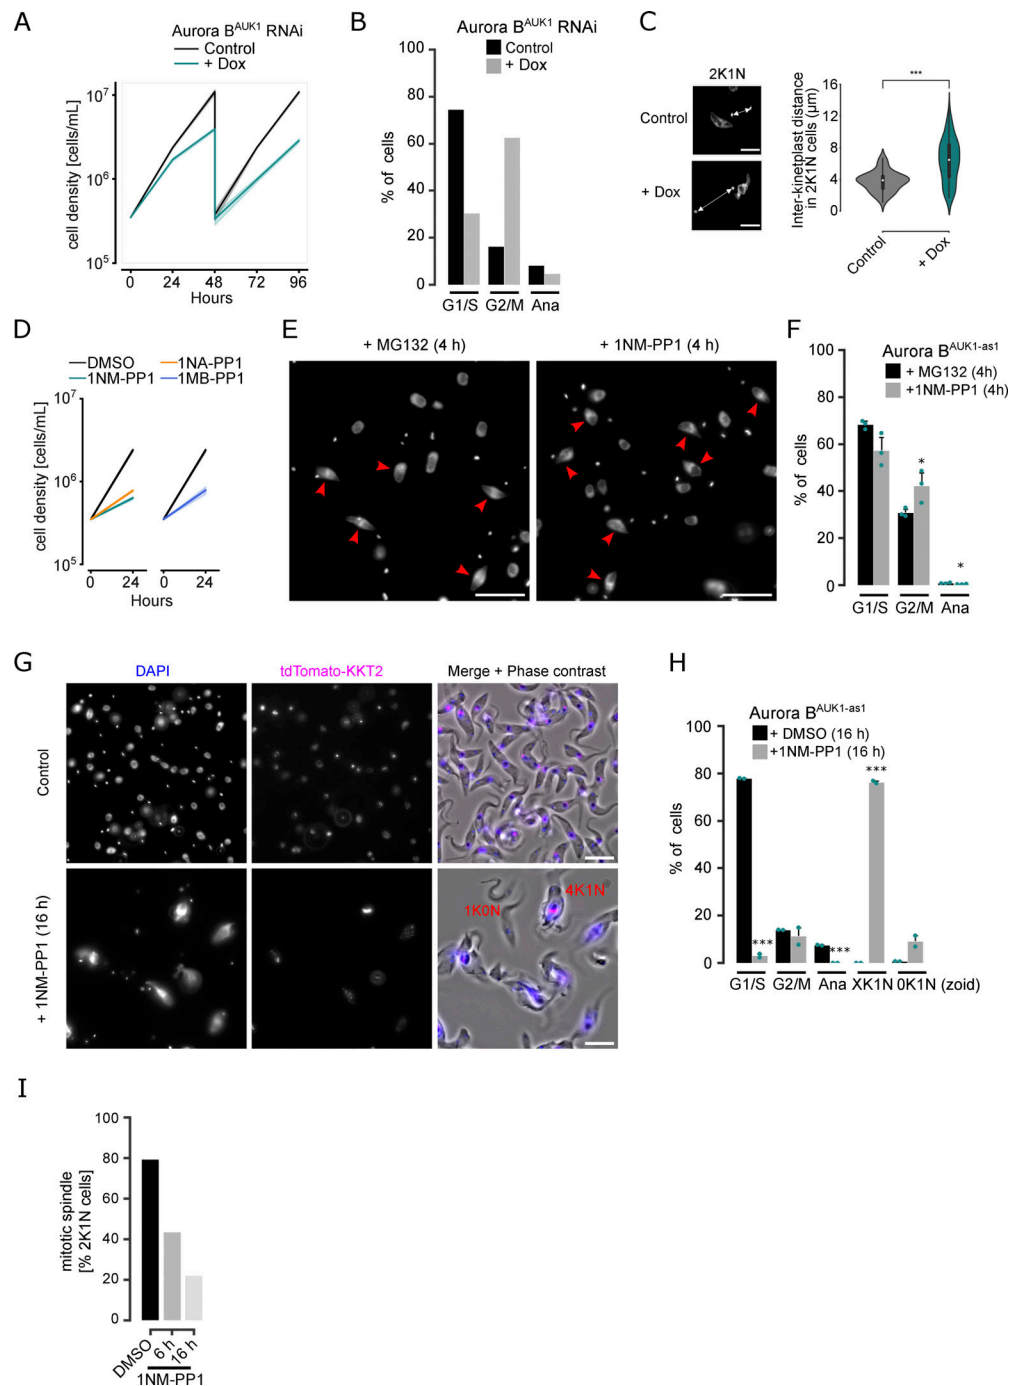 A
Aurora B^AUK1 RNAi
Control
+ Dox
cell density [cells/mL]
10^7
10^6
10^5
0 24 48 72 96
Hours
B
Aurora B^AUK1 RNAi
Control
+ Dox
% of cells
100
80
60
40
20
0
G1/S G2/M Ana
C
2K1N
Control
+ Dox
***
Inter-kinetplast distance
in 2K1N cells (µm)
16
12
8
4
0
Control
+ Dox
D
DMSO 1NA-PP1
1NM-PP1 1MB-PP1
cell density [cells/mL]
10^7
10^6
10^5
0 24 0 24
Hours
E
+ MG132 (4 h) + 1NM-PP1 (4 h)
F
Aurora B^AUK1-as1
+ MG132 (4h)
+1NM-PP1 (4h)
% of cells
100
80
60
40
20
0
*
*
G1/S G2/M Ana
G
DAPI tdTomato-KKT2 Merge + Phase contrast
Control
+ 1NM-PP1 (16 h)
1K0N
4K1N
H
Aurora B^AUK1-as1
+ DMSO (16 h)
+1NM-PP1 (16 h)
% of cells
100
80
60
40
20
0
***
***
***
G1/S G2/M Ana XK1N 0K1N (zoid)
I
mitotic spindle
[% 2K1N cells]
100
80
60
40
20
0
DMSO
6 h
16 h
1NM-PP1